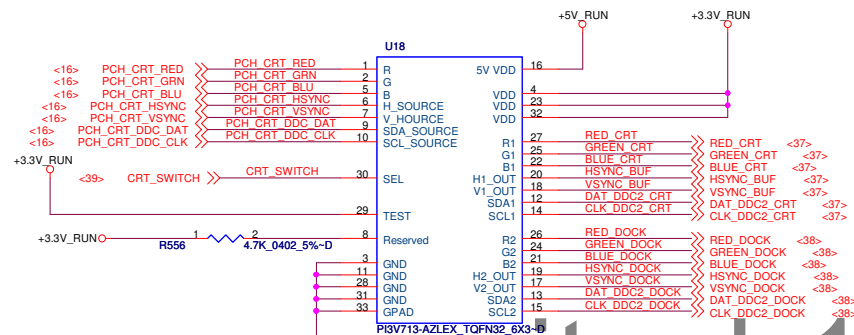 +5V_RUN +3.3V_RUN
U18
<16> PCH_CRT_RED PCH_CRT_RED 1 R 5V VDD 16
<16> PCH_CRT_GRN PCH_CRT_GRN 2 G
<16> PCH_CRT_BLU PCH_CRT_BLU 5 B VDD 4
<16> PCH_CRT_HSYNC PCH_CRT_HSYNC 6 H_SOURCE VDD 23
<16> PCH_CRT_VSYNC PCH_CRT_VSYNC 7 V_HOURCE VDD 32
<16> PCH_CRT_DDC_DAT PCH_CRT_DDC_DAT 9 SDA_SOURCE
<16> PCH_CRT_DDC_CLK PCH_CRT_DDC_CLK 10 SCL_SOURCE
R1 27 RED_CRT RED_CRT <37>
G1 25 GREEN_CRT GREEN_CRT <37>
+3.3V_RUN B1 22 BLUE_CRT BLUE_CRT <37>
<39> CRT_SWITCH CRT_SWITCH 30 SEL H1_OUT 20 HSYNC_BUF HSYNC_BUF <37>
V1_OUT 18 VSYNC_BUF VSYNC_BUF <37>
SDA1 12 DAT_DDC2_CRT DAT_DDC2_CRT <37>
29 TEST SCL1 14 CLK_DDC2_CRT CLK_DDC2_CRT <37>
+3.3V_RUN 1 2 8 Reserved R2 26 RED_DOCK RED_DOCK <38>
R556 4.7K_0402_5%~D G2 24 GREEN_DOCK GREEN_DOCK <38>
3 GND B2 21 BLUE_DOCK BLUE_DOCK <38>
11 GND H2_OUT 19 HSYNC_DOCK HSYNC_DOCK <38>
28 GND V2_OUT 17 VSYNC_DOCK VSYNC_DOCK <38>
31 GND SDA2 13 DAT_DDC2_DOCK DAT_DDC2_DOCK <38>
33 GPAD SCL2 15 CLK_DDC2_DOCK CLK_DDC2_DOCK <38>
PI3V713-AZLEX_TQFN32_6X3~D